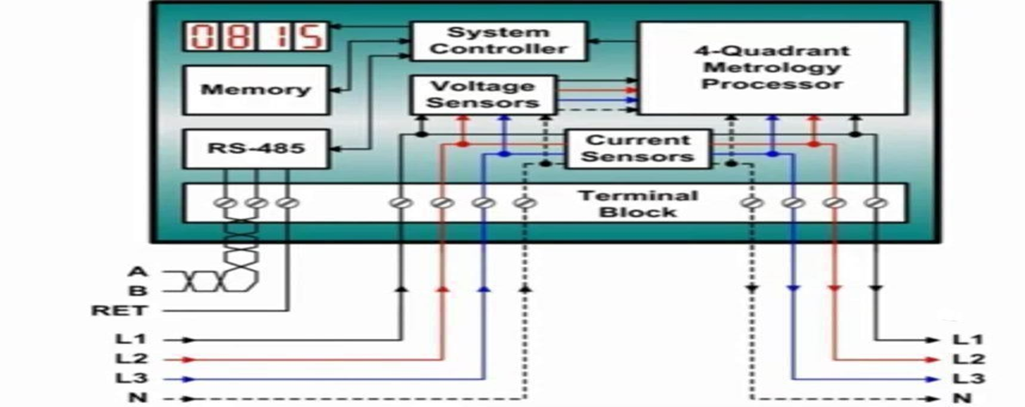 0815
System
Controller
4-Quadrant
Metrology
Processor
Memory
Voltage
Sensors
RS-485
Current
Sensors
Terminal
Block
A
B
RET
L1
L2
L3
N
L1
L2
L3
N